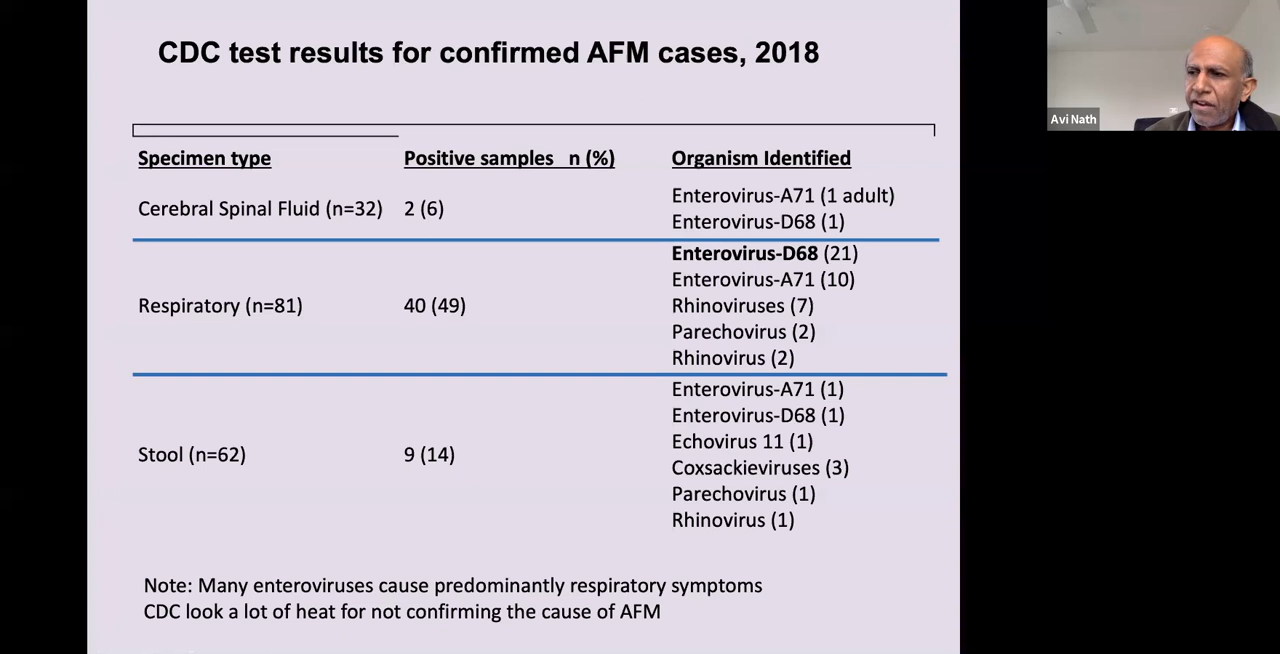 CDC test results for confirmed AFM cases, 2018
Avi Nath
Specimen type Positive samples n (%) Organism Identified
Cerebral Spinal Fluid (n=32) 2 (6) Enterovirus-A71 (1 adult)
Enterovirus-D68 (1)
Enterovirus-D68 (21)
Enterovirus-A71 (10)
Respiratory (n=81) 40 (49) Rhinoviruses (7)
Parechovirus (2)
Rhinovirus (2)
Enterovirus-A71 (1)
Enterovirus-D68 (1)
Echovirus 11 (1)
Stool (n=62) 9 (14) Coxsackieviruses (3)
Parechovirus (1)
Rhinovirus (1)
Note: Many enteroviruses cause predominantly respiratory symptoms
CDC look a lot of heat for not confirming the cause of AFM